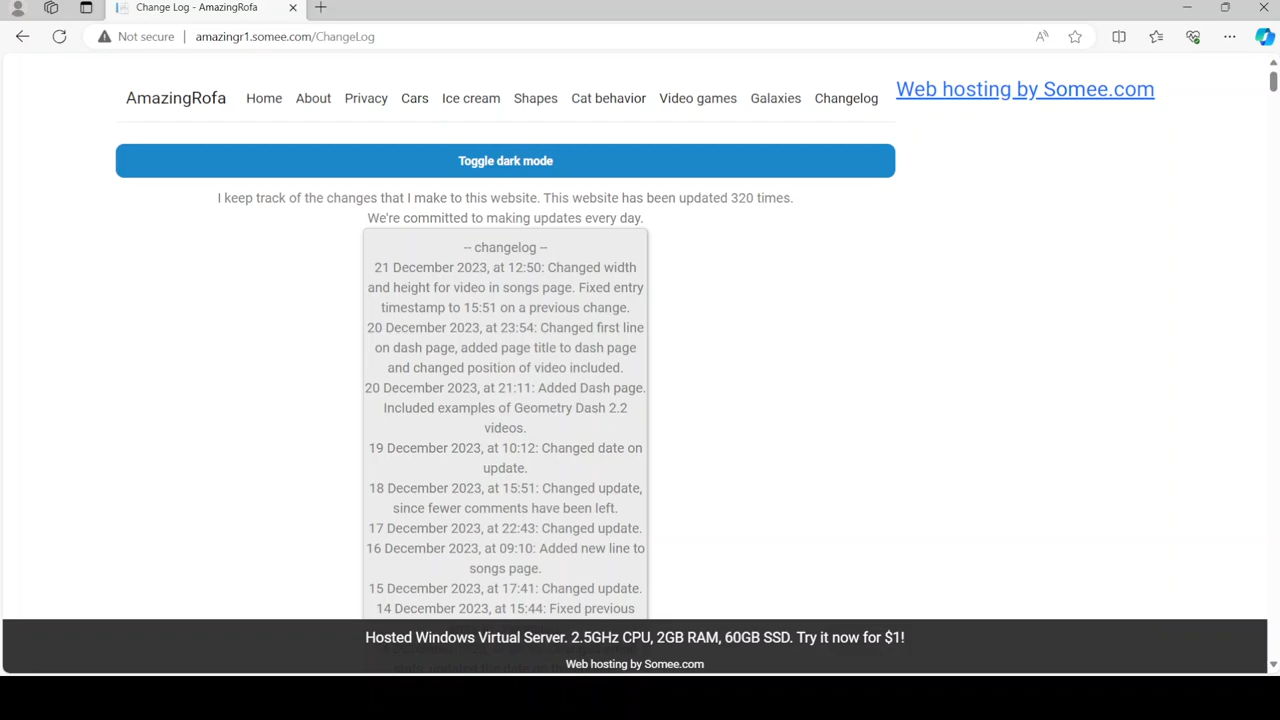 Change Log - AmazingRofa
Not secure
amazingr1.somee.com/ChangeLog
AmazingRofa Home About Privacy Cars Ice cream Shapes Cat behavior Video games Galaxies Changelog
Web hosting by Somee.com
Toggle dark mode
I keep track of the changes that I make to this website. This website has been updated 320 times.
We're committed to making updates every day.
-- changelog --
21 December 2023, at 12:50: Changed width
and height for video in songs page. Fixed entry
timestamp to 15:51 on a previous change.
20 December 2023, at 23:54: Changed first line
on dash page, added page title to dash page
and changed position of video included.
20 December 2023, at 21:11: Added Dash page.
Included examples of Geometry Dash 2.2
videos.
19 December 2023, at 10:12: Changed date on
update.
18 December 2023, at 15:51: Changed update,
since fewer comments have been left.
17 December 2023, at 22:43: Changed update.
16 December 2023, at 09:10: Added new line to
songs page.
15 December 2023, at 17:41: Changed update.
14 December 2023, at 15:44: Fixed previous
Hosted Windows Virtual Server. 2.5GHz CPU, 2GB RAM, 60GB SSD. Try it now for $1!
Web hosting by Somee.com